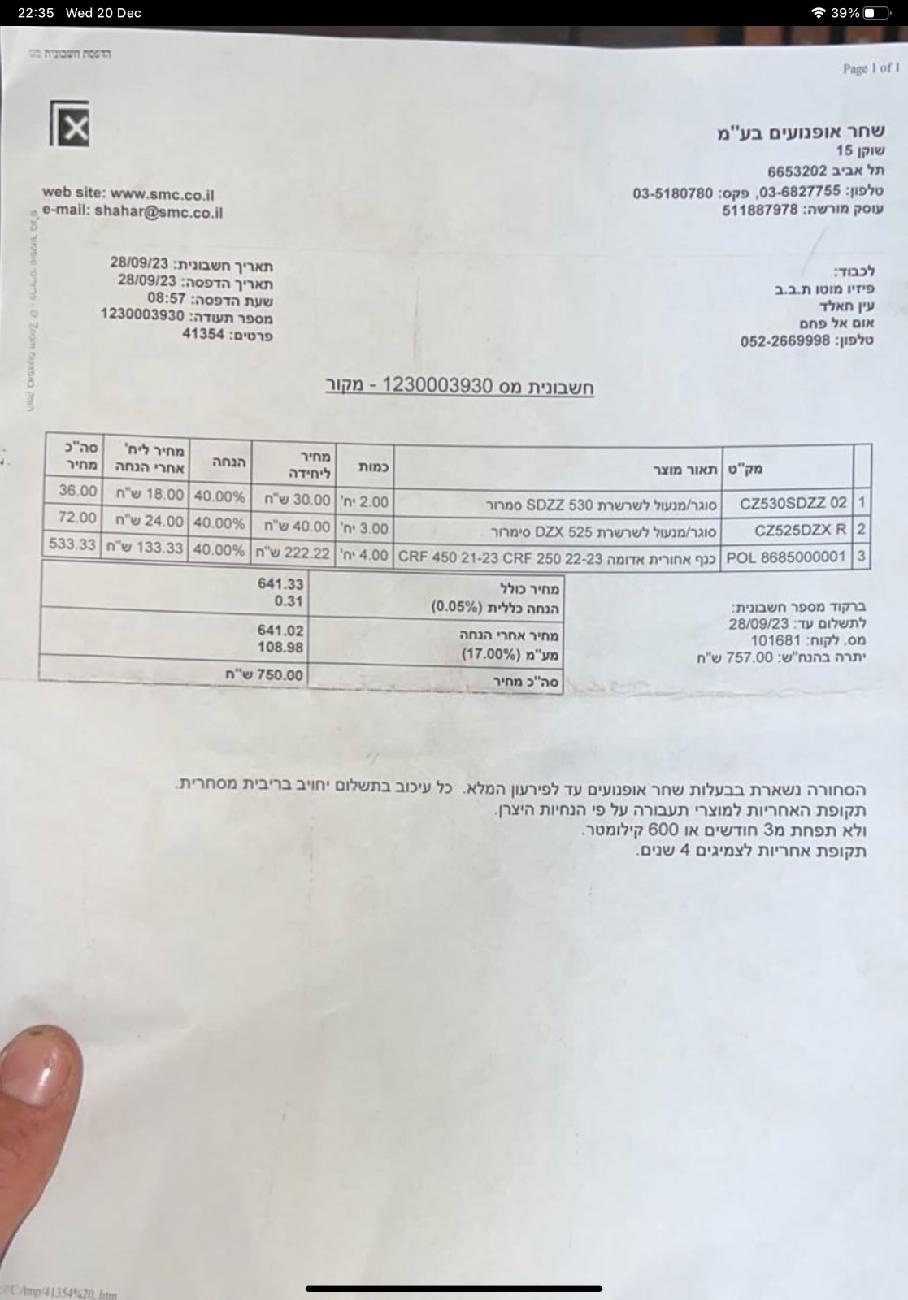 22:35 Wed 20 Dec 39%
הדפסת חשבונית מס
Page 1 of 1
שחר אופנועים בע"מ
שוקן 15
תל אביב 6653202
טלפון: 03-6827755, פקס: 03-5180780
עוסק מורשה: 511887978
web site: www.smc.co.il
e-mail: shahar@smc.co.il
לכבוד:
פיזיו מוטו ת.ב.ב
עין חאלד
אום אל פחם
טלפון: 052-2669998
תאריך חשבונית: 28/09/23
תאריך הדפסה: 28/09/23
שעת הדפסה: 08:57
מספר תעודה: 1230003930
פרטים: 41354
חשבונית מס 1230003930 - מקור
מק"ט תאור מוצר כמות מחיר ליחידה הנחה מחיר ליח' אחרי הנחה סה"כ מחיר
1 CZ530SDZZ 02 סוגר/מנעול לשרשרת SDZZ 530 סמרור 2.00 יח' 30.00 ש"ח 40.00% 18.00 ש"ח 36.00
2 CZ525DZX R סוגר/מנעול לשרשרת DZX 525 סימרור 3.00 יח' 40.00 ש"ח 40.00% 24.00 ש"ח 72.00
3 POL 8685000001 כנף אחורית אדומה CRF 450 21-23 CRF 250 22-23 4.00 יח' 222.22 ש"ח 40.00% 133.33 ש"ח 533.33
מחיר כולל 641.33
הנחה כללית (0.05%) 0.31
מחיר אחרי הנחה 641.02
מע"מ (17.00%) 108.98
סה"כ מחיר 750.00 ש"ח
ברקוד מספר חשבונית:
לתשלום עד: 28/09/23
מס. לקוח: 101681
יתרה בהנח"ש: 757.00 ש"ח
הסחורה נשארת בבעלות שחר אופנועים עד לפירעון המלא. כל עיכוב בתשלום יחויב בריבית מסחרית.
תקופת האחריות למוצרי תעבורה על פי הנחיות היצרן.
ולא תפחת מ3 חודשים או 600 קילומטר.
תקופת אחריות לצמיגים 4 שנים.
C:/tmp/41354%20_.htm